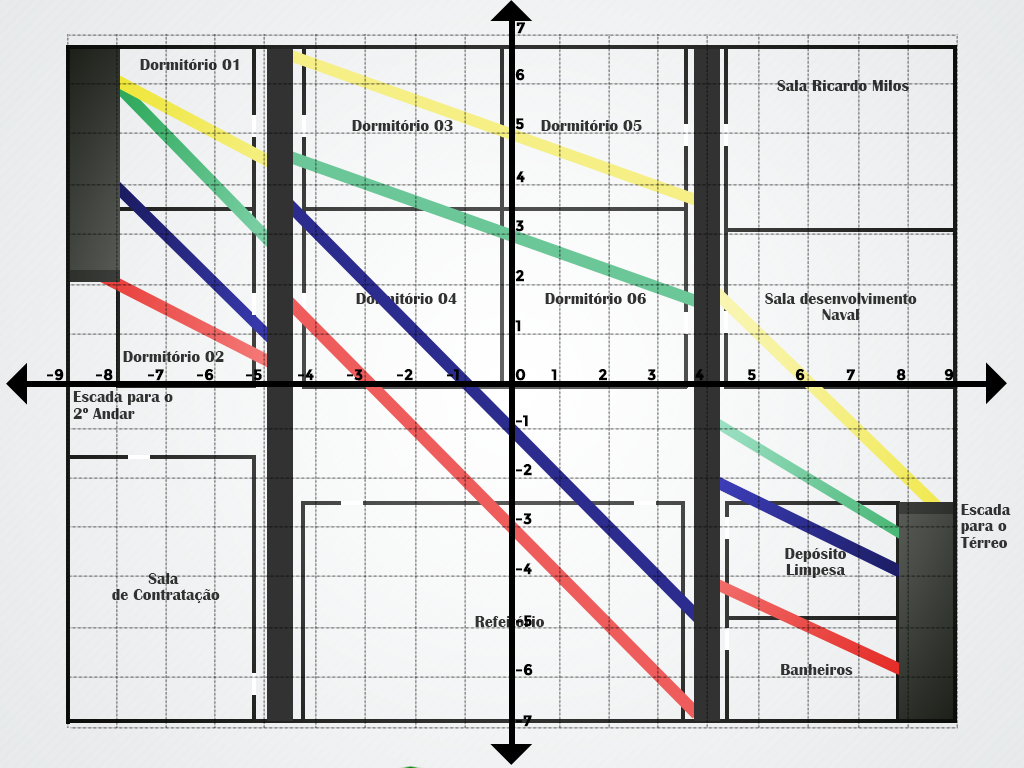 7
Dormitório 01
6
Sala Ricardo Milos
Dormitório 03
5
Dormitório 05
4
3
2
Dormitório 04
Dormitório 06
Sala desenvolvimento
Naval
1
Dormitório 02
-9 -8 -7 -6 -5 -4 -3 -2 -1 0 1 2 3 4 5 6 7 8 9
Escada para o
2º Andar
-1
-2
-3
Escada
para o
Térreo
Depósito
Limpesa
-4
Sala
de Contratação
Refeitório
-5
-6
Banheiros
-7